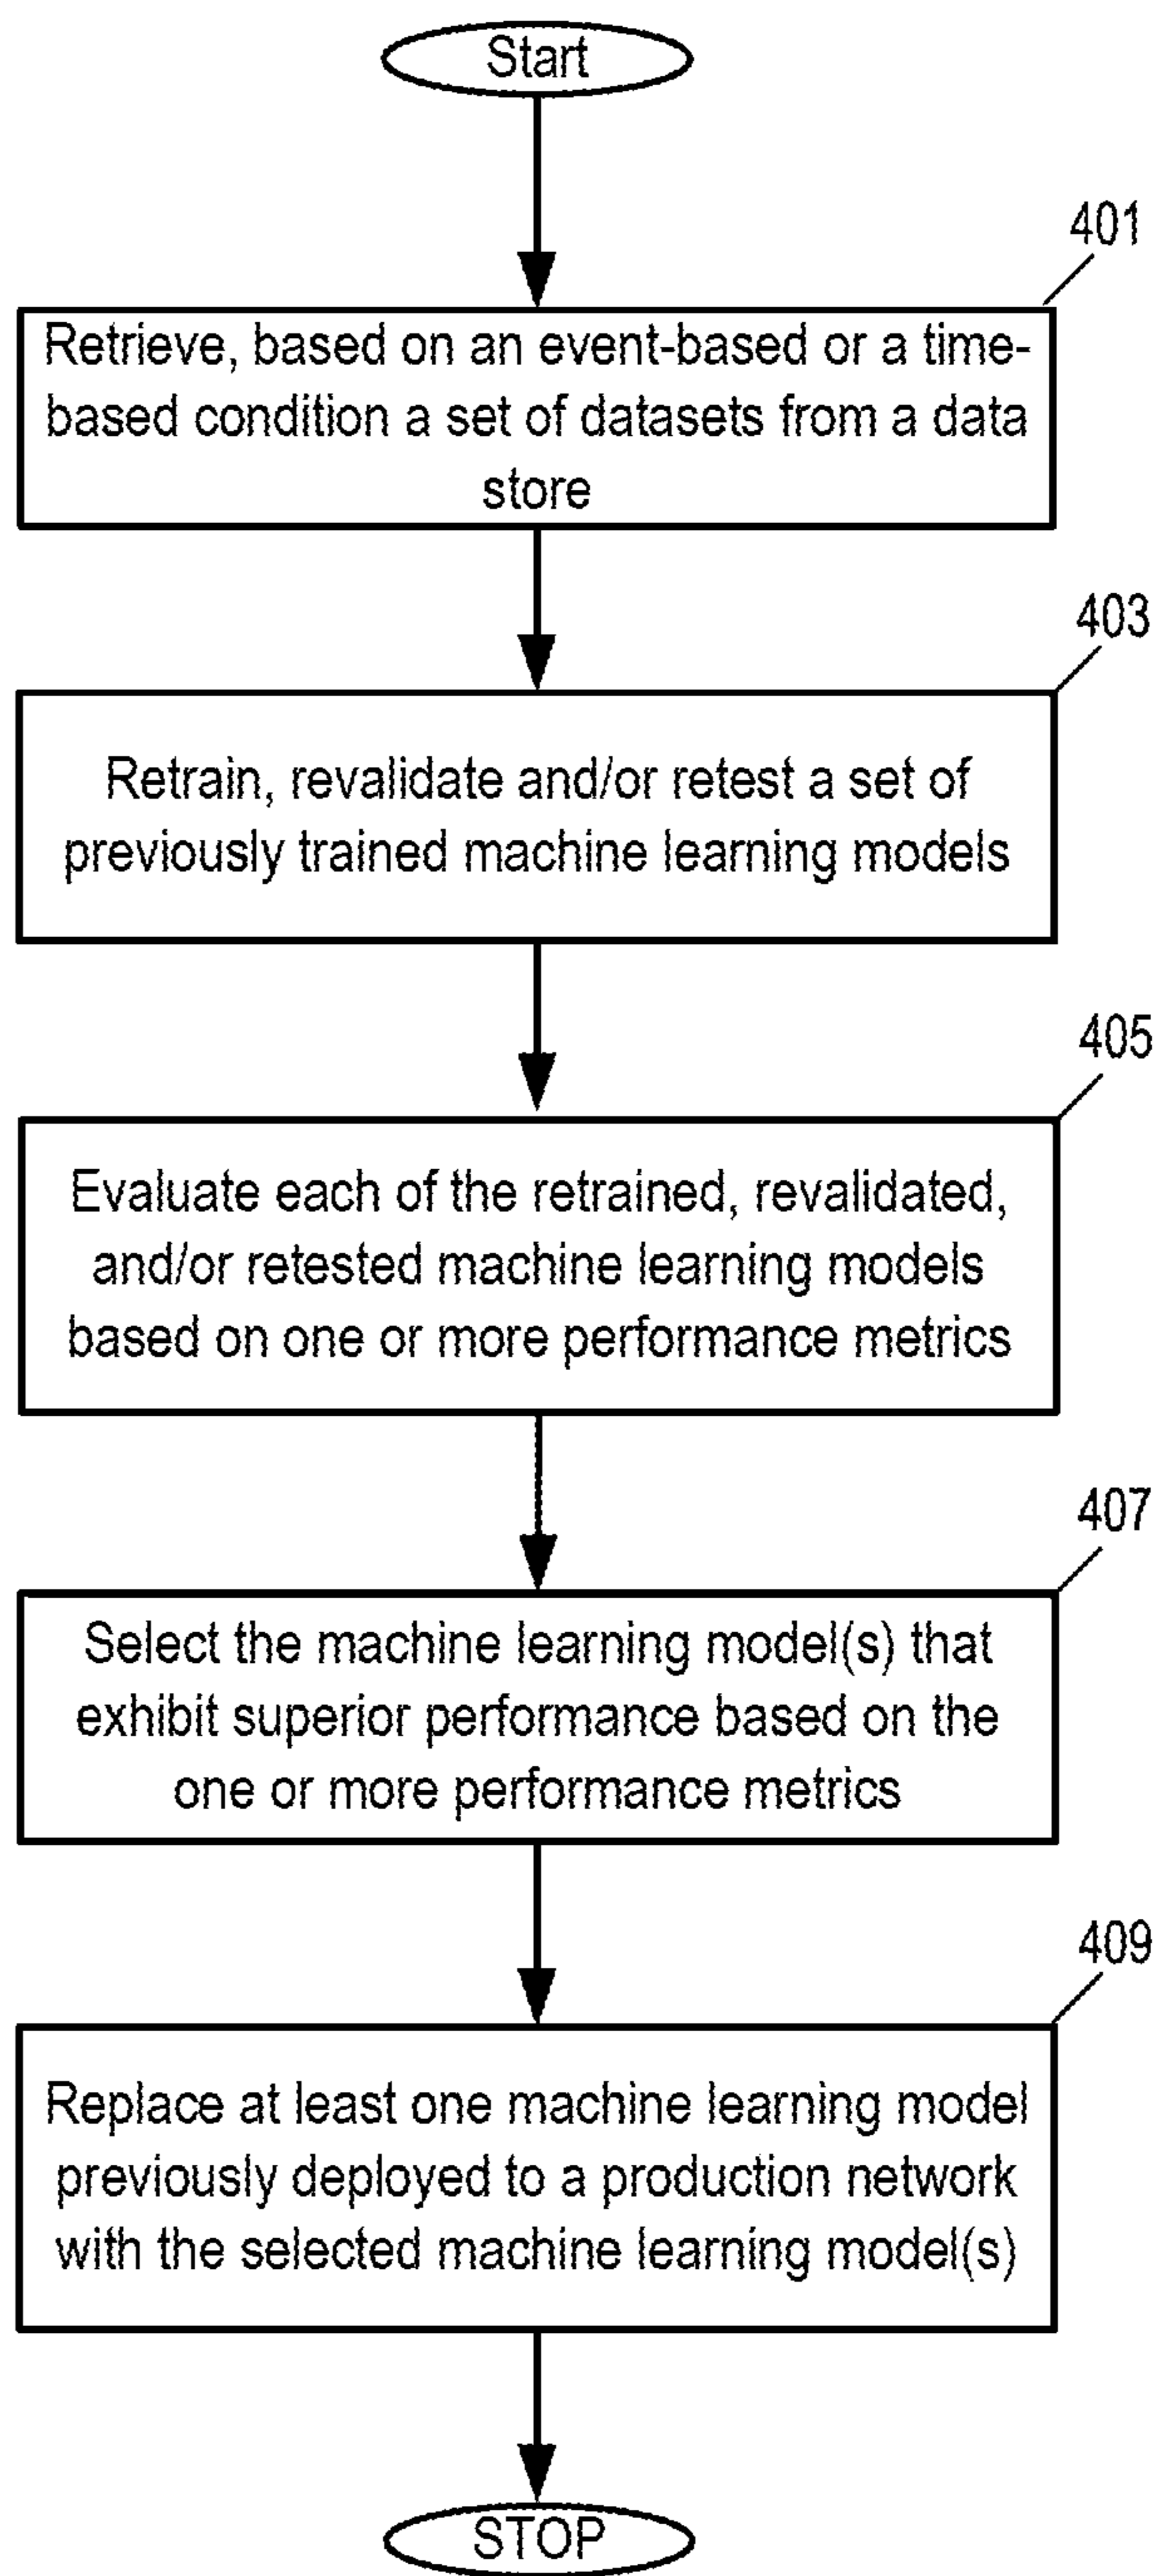 Start
401
Retrieve, based on an event-based or a time-
based condition a set of datasets from a data
store
403
Retrain, revalidate and/or retest a set of
previously trained machine learning models
405
Evaluate each of the retrained, revalidated,
and/or retested machine learning models
based on one or more performance metrics
407
Select the machine learning model(s) that
exhibit superior performance based on the
one or more performance metrics
409
Replace at least one machine learning model
previously deployed to a production network
with the selected machine learning model(s)
STOP